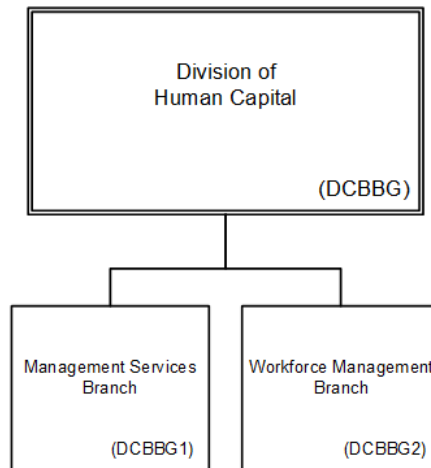 Division of
Human Capital
(DCBBG)
Management Services
Branch
(DCBBG1)
Workforce Management
Branch
(DCBBG2)